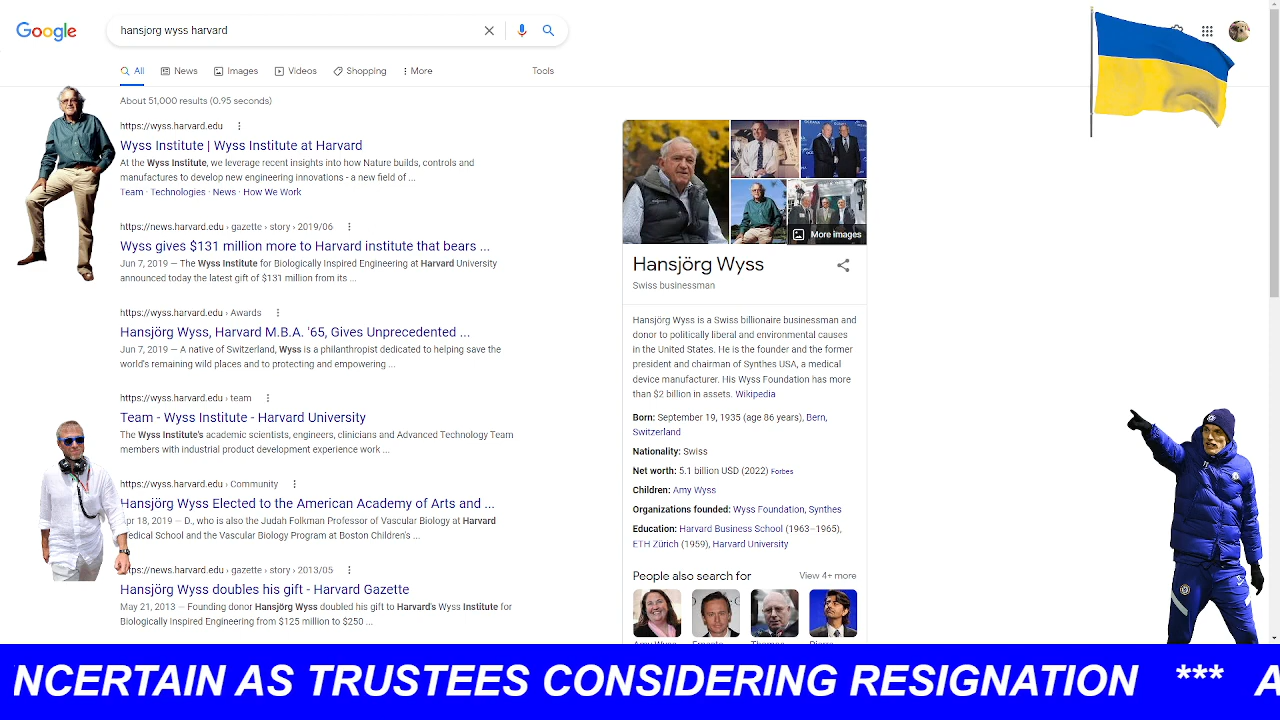 Google
hansjorg wyss harvard
All
News
Images
Videos
Shopping
More
Tools
About 51,000 results (0.95 seconds)
https://wyss.harvard.edu
Wyss Institute | Wyss Institute at Harvard
At the Wyss Institute, we leverage recent insights into how Nature builds, controls and
manufactures to develop new engineering innovations - a new field of ...
Team · Technologies · News · How We Work
https://news.harvard.edu › gazette › story › 2019/06
Wyss gives $131 million more to Harvard institute that bears ...
Jun 7, 2019 — The Wyss Institute for Biologically Inspired Engineering at Harvard University
announced today the latest gift of $131 million from its ...
https://wyss.harvard.edu › Awards
Hansjörg Wyss, Harvard M.B.A. '65, Gives Unprecedented ...
Jun 7, 2019 — A native of Switzerland, Wyss is a philanthropist dedicated to helping save the
world's remaining wild places and to protecting and empowering ...
https://wyss.harvard.edu › team
Team - Wyss Institute - Harvard University
The Wyss Institute's academic scientists, engineers, clinicians and Advanced Technology Team
members with industrial product development experience work ...
https://wyss.harvard.edu › Community
Hansjörg Wyss Elected to the American Academy of Arts and ...
pr 18, 2019 — D., who is also the Judah Folkman Professor of Vascular Biology at Harvard
edical School and the Vascular Biology Program at Boston Children's ...
ttps://news.harvard.edu › gazette › story › 2013/05
Hansjörg Wyss doubles his gift - Harvard Gazette
May 21, 2013 — Founding donor Hansjörg Wyss doubled his gift to Harvard's Wyss Institute for
Biologically Inspired Engineering from $125 million to $250 ...
More images
Hansjörg Wyss
Swiss businessman
Hansjörg Wyss is a Swiss billionaire businessman and
donor to politically liberal and environmental causes
in the United States. He is the founder and the former
president and chairman of Synthes USA, a medical
device manufacturer. His Wyss Foundation has more
than $2 billion in assets. Wikipedia
Born: September 19, 1935 (age 86 years), Bern,
Switzerland
Nationality: Swiss
Net worth: 5.1 billion USD (2022) Forbes
Children: Amy Wyss
Organizations founded: Wyss Foundation, Synthes
Education: Harvard Business School (1963–1965),
ETH Zürich (1959), Harvard University
People also search for
View 4+ more
NCERTAIN AS TRUSTEES CONSIDERING RESIGNATION *** A